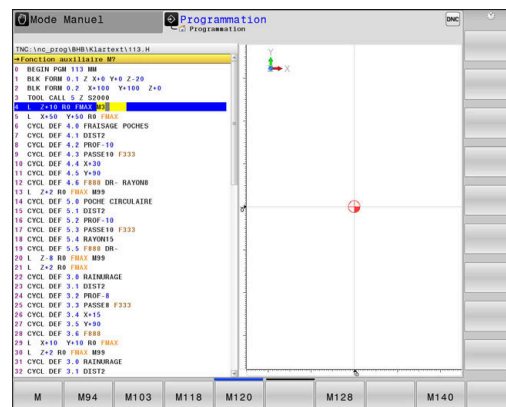 Mode Manuel
Programmation
Programmation
DNC
TNC:\nc_prog\BHB\Klartext\113.H
→Fonction auxiliaire M?
0 BEGIN PGM 113 MM
1 BLK FORM 0.1 Z X+0 Y+0 Z-20
2 BLK FORM 0.2 X+100 Y+100 Z+0
3 TOOL CALL 5 Z S2000
4 L Z+10 R0 FMAX M3
5 L X+50 Y+50 R0 FMAX
6 CYCL DEF 4.0 FRAISAGE POCHES
7 CYCL DEF 4.1 DIST2
8 CYCL DEF 4.2 PROF-10
9 CYCL DEF 4.3 PASSE10 F333
10 CYCL DEF 4.4 X+30
11 CYCL DEF 4.5 Y+90
12 CYCL DEF 4.6 F888 DR- RAYON8
13 L Z+2 R0 FMAX M99
14 CYCL DEF 5.0 POCHE CIRCULAIRE
15 CYCL DEF 5.1 DIST2
16 CYCL DEF 5.2 PROF-10
17 CYCL DEF 5.3 PASSE10 F333
18 CYCL DEF 5.4 RAYON15
19 CYCL DEF 5.5 F888 DR-
20 L Z-8 R0 FMAX M99
21 L Z+2 R0 FMAX
22 CYCL DEF 3.0 RAINURAGE
23 CYCL DEF 3.1 DIST2
24 CYCL DEF 3.2 PROF-8
25 CYCL DEF 3.3 PASSE8 F333
26 CYCL DEF 3.4 X+15
27 CYCL DEF 3.5 Y+90
28 CYCL DEF 3.6 F888
29 L X+10 Y+10 R0 FMAX
30 L Z+2 R0 FMAX M99
31 CYCL DEF 3.0 RAINURAGE
32 CYCL DEF 3.1 DIST2
Y
X
M M94 M103 M118 M120 M128 M140